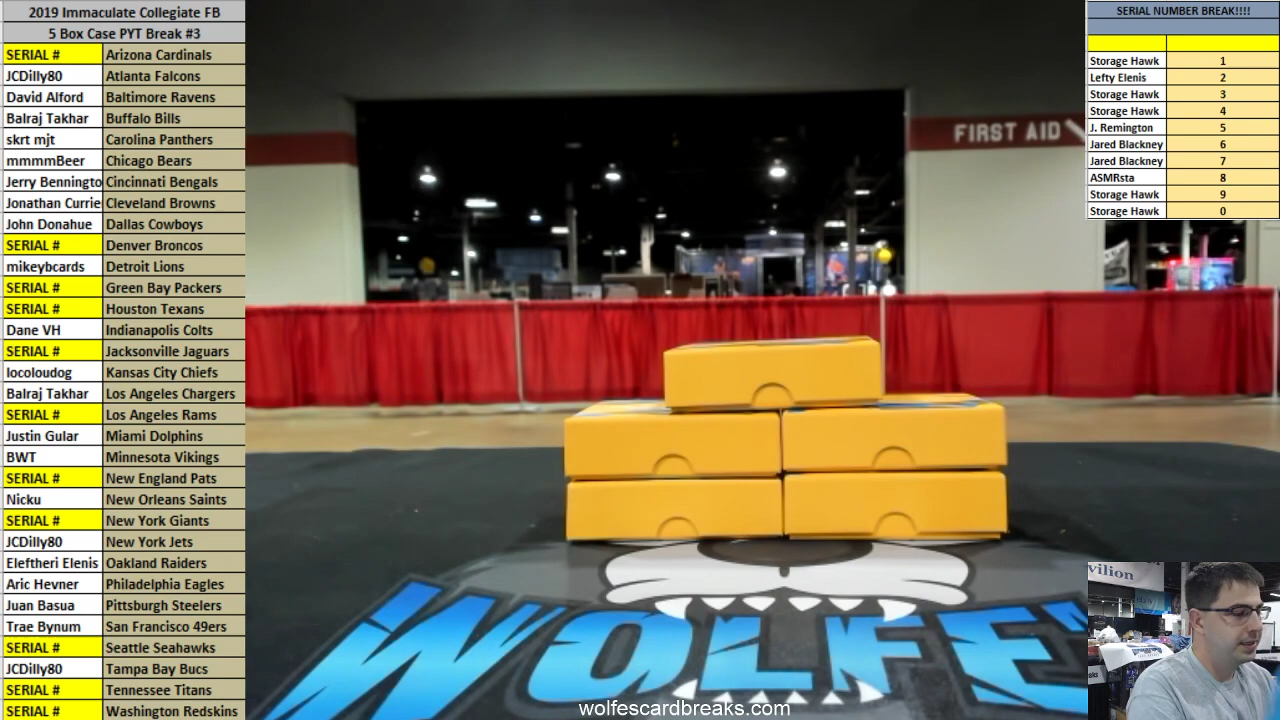 2019 Immaculate Collegiate FB
5 Box Case PYT Break #3
SERIAL # Arizona Cardinals
JCDilly80 Atlanta Falcons
David Alford Baltimore Ravens
Balraj Takhar Buffalo Bills
skrt mjt Carolina Panthers
mmmmBeer Chicago Bears
Jerry Benningto Cincinnati Bengals
Jonathan Currie Cleveland Browns
John Donahue Dallas Cowboys
SERIAL # Denver Broncos
mikeybcards Detroit Lions
SERIAL # Green Bay Packers
SERIAL # Houston Texans
Dane VH Indianapolis Colts
SERIAL # Jacksonville Jaguars
locoloudog Kansas City Chiefs
Balraj Takhar Los Angeles Chargers
SERIAL # Los Angeles Rams
Justin Gular Miami Dolphins
BWT Minnesota Vikings
SERIAL # New England Pats
Nicku New Orleans Saints
SERIAL # New York Giants
JCDilly80 New York Jets
Eleftheri Elenis Oakland Raiders
Aric Hevner Philadelphia Eagles
Juan Basua Pittsburgh Steelers
Trae Bynum San Francisco 49ers
SERIAL # Seattle Seahawks
JCDilly80 Tampa Bay Bucs
SERIAL # Tennessee Titans
SERIAL # Washington Redskins
SERIAL NUMBER BREAK!!!!
Storage Hawk 1
Lefty Elenis 2
Storage Hawk 3
Storage Hawk 4
J. Remington 5
Jared Blackney 6
Jared Blackney 7
ASMRsta 8
Storage Hawk 9
Storage Hawk 0
FIRST AID
WOLFE
wolfescardbreaks.com
vilion